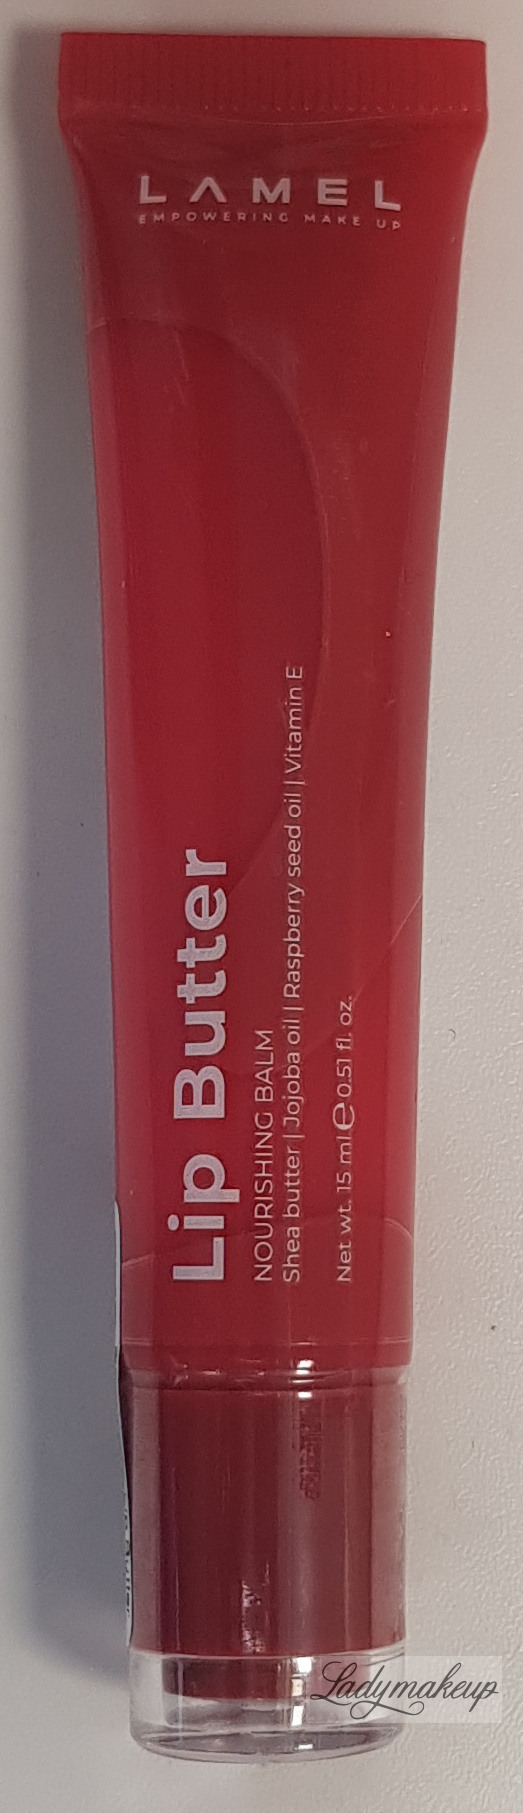 LAMEL
EMPOWERING MAKE UP
Lip Butter
NOURISHING BALM
Shea butter | Jojoba oil | Raspberry seed oil | Vitamin E
Net wt. 15 ml ℮ 0.51 fl. oz.
Ladymakeup